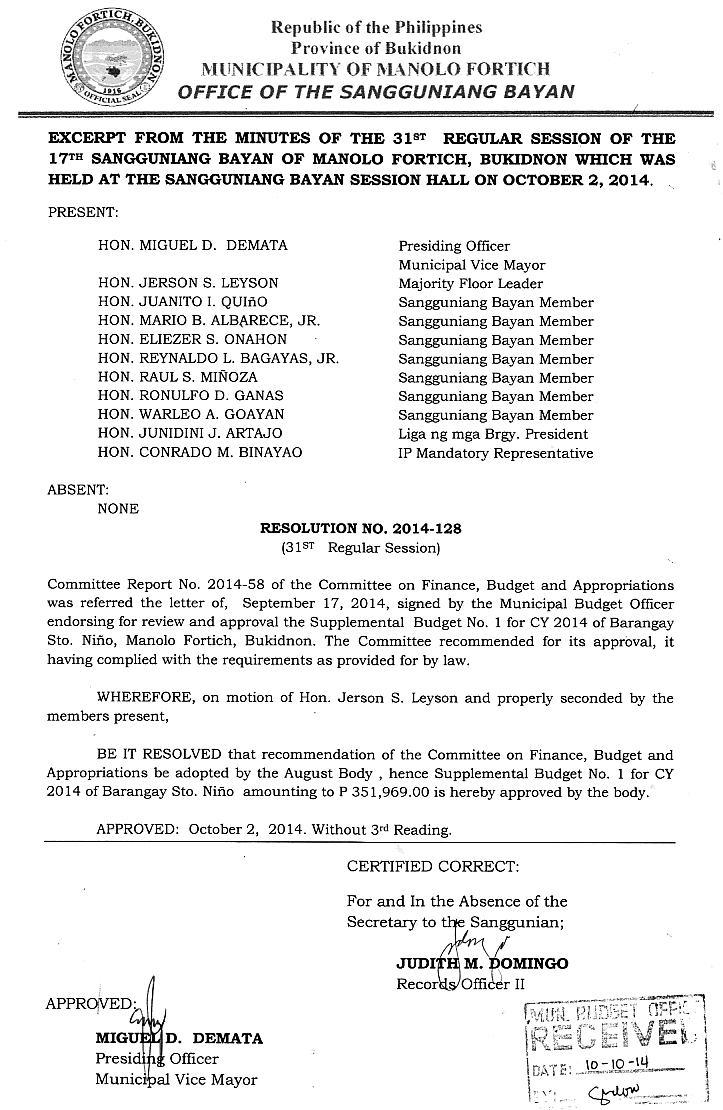 MANOLO FORTICH, BUKIDNON
1916
OFFICIAL SEAL
Republic of the Philippines
Province of Bukidnon
MUNICIPALITY OF MANOLO FORTICH
OFFICE OF THE SANGGUNIANG BAYAN
EXCERPT FROM THE MINUTES OF THE 31ST REGULAR SESSION OF THE
17TH SANGGUNIANG BAYAN OF MANOLO FORTICH, BUKIDNON WHICH WAS
HELD AT THE SANGGUNIANG BAYAN SESSION HALL ON OCTOBER 2, 2014.
PRESENT:
HON. MIGUEL D. DEMATA Presiding Officer
Municipal Vice Mayor
HON. JERSON S. LEYSON Majority Floor Leader
HON. JUANITO I. QUIñO Sangguniang Bayan Member
HON. MARIO B. ALBARECE, JR. Sangguniang Bayan Member
HON. ELIEZER S. ONAHON Sangguniang Bayan Member
HON. REYNALDO L. BAGAYAS, JR. Sangguniang Bayan Member
HON. RAUL S. MIÑOZA Sangguniang Bayan Member
HON. RONULFO D. GANAS Sangguniang Bayan Member
HON. WARLEO A. GOAYAN Sangguniang Bayan Member
HON. JUNIDINI J. ARTAJO Liga ng mga Brgy. President
HON. CONRADO M. BINAYAO IP Mandatory Representative
ABSENT:
NONE
RESOLUTION NO. 2014-128
(31ST Regular Session)
Committee Report No. 2014-58 of the Committee on Finance, Budget and Appropriations
was referred the letter of, September 17, 2014, signed by the Municipal Budget Officer
endorsing for review and approval the Supplemental Budget No. 1 for CY 2014 of Barangay
Sto. Niño, Manolo Fortich, Bukidnon. The Committee recommended for its approval, it
having complied with the requirements as provided for by law.
WHEREFORE, on motion of Hon. Jerson S. Leyson and properly seconded by the
members present,
BE IT RESOLVED that recommendation of the Committee on Finance, Budget and
Appropriations be adopted by the August Body , hence Supplemental Budget No. 1 for CY
2014 of Barangay Sto. Niño amounting to P 351,969.00 is hereby approved by the body.
APPROVED: October 2, 2014. Without 3rd Reading.
CERTIFIED CORRECT:
For and In the Absence of the
Secretary to the Sanggunian;
JUDITH M. DOMINGO
Records Officer II
APPROVED:
MIGUEL D. DEMATA
Presiding Officer
Municipal Vice Mayor
MUN. BUDGET OFFIC
RECEIVED
DATE: 10-10-14
BY: